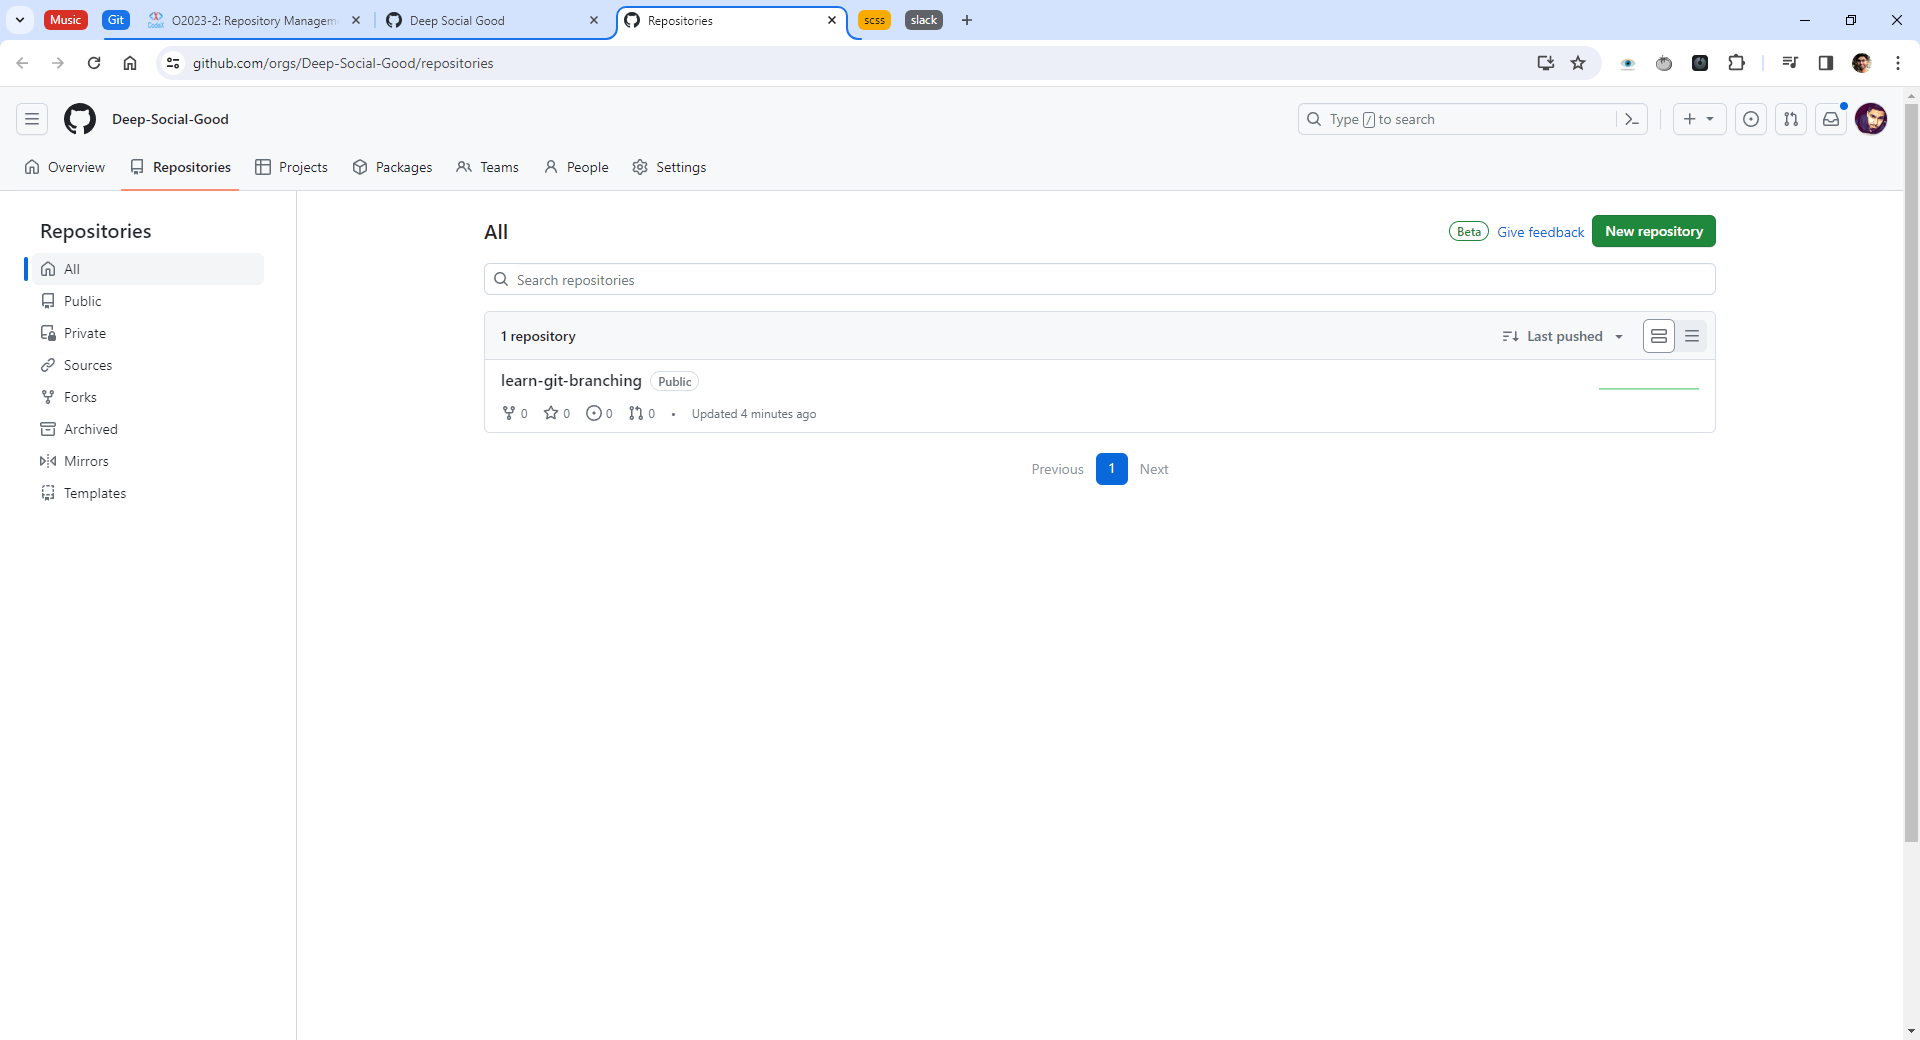 Music
Git
O2023-2: Repository Managem
Deep Social Good
Repositories
scss
slack
github.com/orgs/Deep-Social-Good/repositories
Deep-Social-Good
Type / to search
Overview
Repositories
Projects
Packages
Teams
People
Settings
Repositories
All
Public
Private
Sources
Forks
Archived
Mirrors
Templates
All
Beta
Give feedback
New repository
Search repositories
1 repository
Last pushed
learn-git-branching
Public
0
0
0
0
• Updated 4 minutes ago
Previous
1
Next